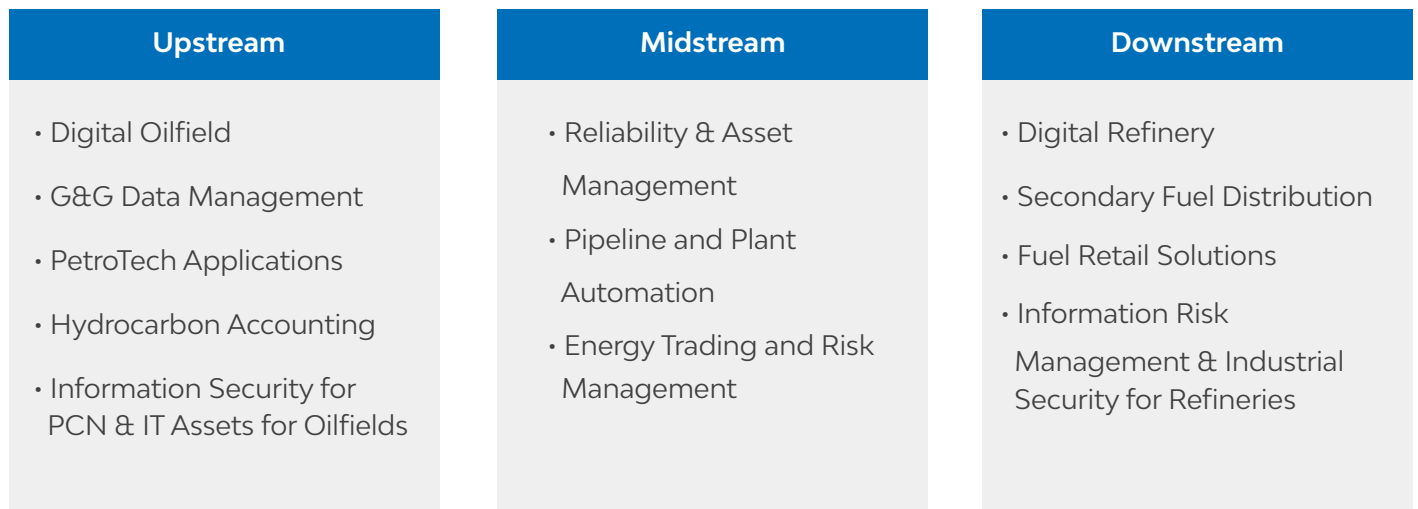 Upstream
• Digital Oilfield
• G&G Data Management
• PetroTech Applications
• Hydrocarbon Accounting
• Information Security for
PCN & IT Assets for Oilfields
Midstream
• Reliability & Asset
Management
• Pipeline and Plant
Automation
• Energy Trading and Risk
Management
Downstream
• Digital Refinery
• Secondary Fuel Distribution
• Fuel Retail Solutions
• Information Risk
Management & Industrial
Security for Refineries